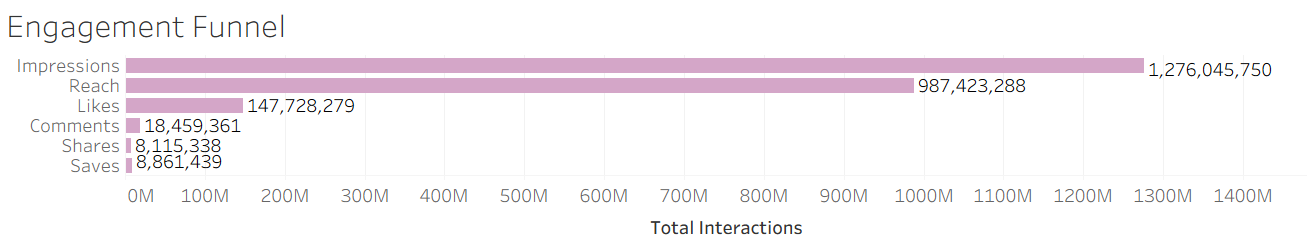 Engagement Funnel
Impressions 1,276,045,750
Reach 987,423,288
Likes 147,728,279
Comments 18,459,361
Shares 8,115,338
Saves 8,861,439
0M 100M 200M 300M 400M 500M 600M 700M 800M 900M 1000M 1100M 1200M 1300M 1400M
Total Interactions